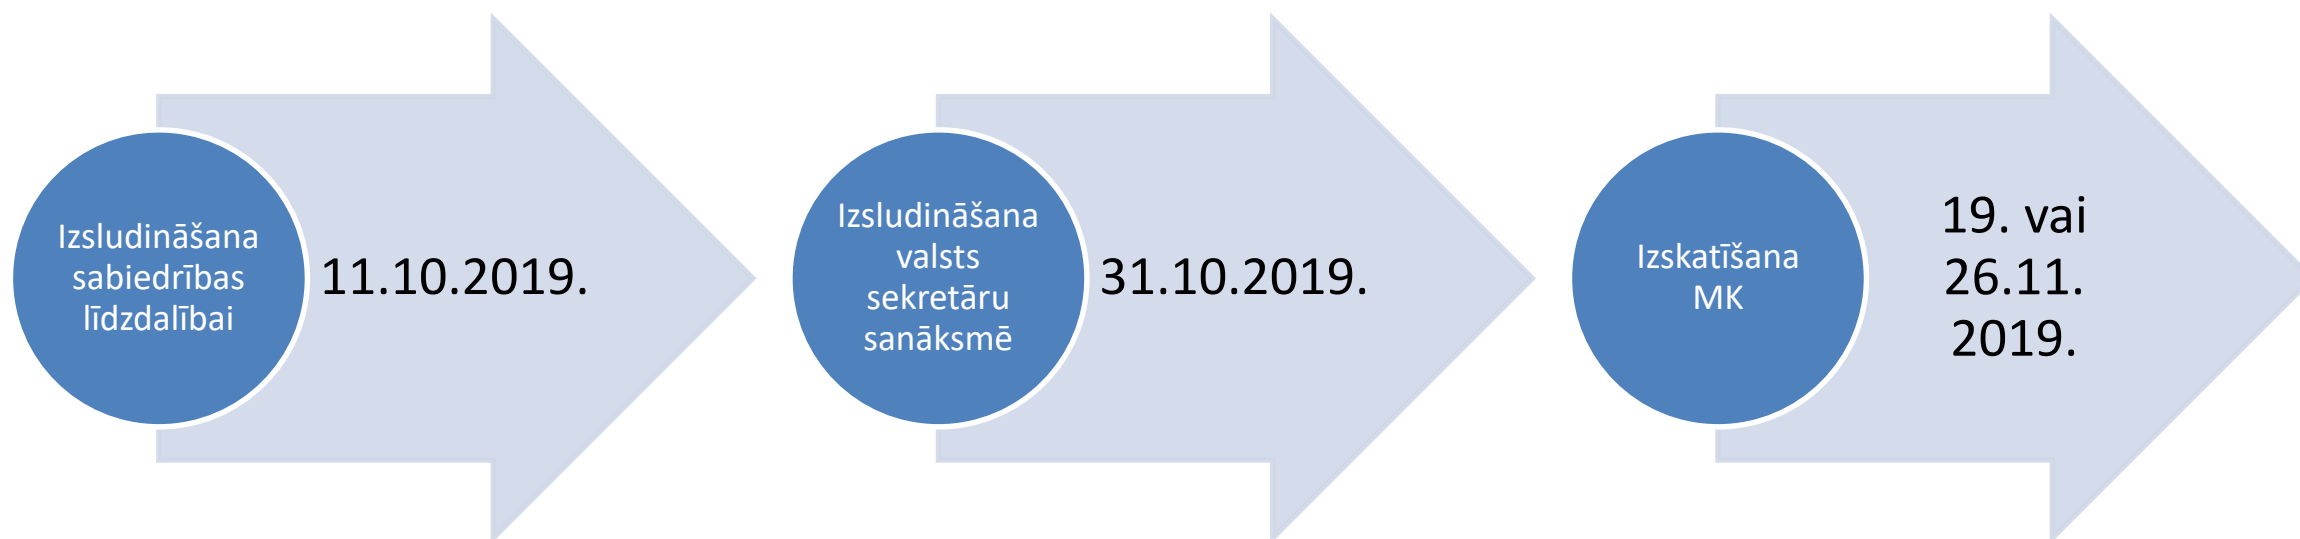 Izsludināšana
sabiedrības
līdzdalībai
11.10.2019.
Izsludināšana
valsts
sekretāru
sanāksmē
31.10.2019.
Izskatīšana
MK
19. vai
26.11.
2019.